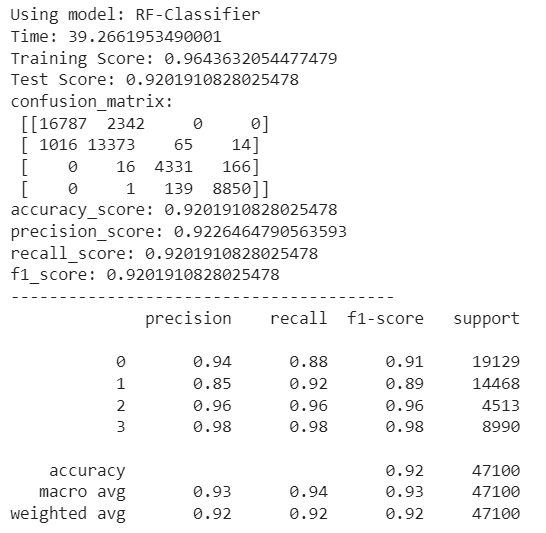 Using model: RF-Classifier
Time: 39.2661953490001
Training Score: 0.9643632054477479
Test Score: 0.9201910828025478
confusion_matrix:
[[16787 2342 0 0]
[ 1016 13373 65 14]
[ 0 16 4331 166]
[ 0 1 139 8850]]
accuracy_score: 0.9201910828025478
precision_score: 0.9226464790563593
recall_score: 0.9201910828025478
f1_score: 0.9201910828025478
----------------------------------------
precision recall f1-score support
0 0.94 0.88 0.91 19129
1 0.85 0.92 0.89 14468
2 0.96 0.96 0.96 4513
3 0.98 0.98 0.98 8990
accuracy 0.92 47100
macro avg 0.93 0.94 0.93 47100
weighted avg 0.92 0.92 0.92 47100